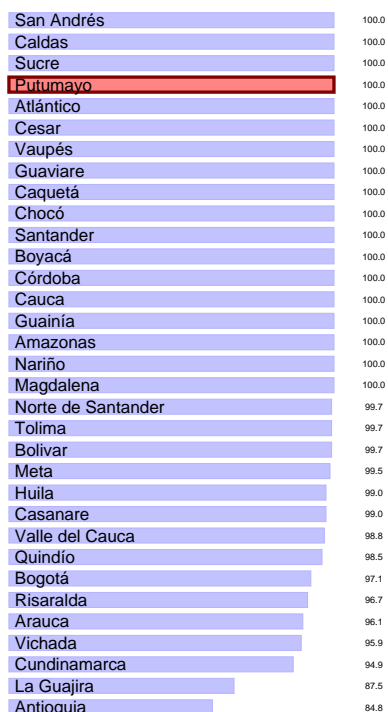 San Andrés 100.0
Caldas 100.0
Sucre 100.0
Putumayo 100.0
Atlántico 100.0
Cesar 100.0
Vaupés 100.0
Guaviare 100.0
Caquetá 100.0
Chocó 100.0
Santander 100.0
Boyacá 100.0
Córdoba 100.0
Cauca 100.0
Guainía 100.0
Amazonas 100.0
Nariño 100.0
Magdalena 100.0
Norte de Santander 99.7
Tolima 99.7
Bolivar 99.7
Meta 99.5
Huila 99.0
Casanare 99.0
Valle del Cauca 98.8
Quindío 98.5
Bogotá 97.1
Risaralda 96.7
Arauca 96.1
Vichada 95.9
Cundinamarca 94.9
La Guajira 87.5
Antioquia 84.8